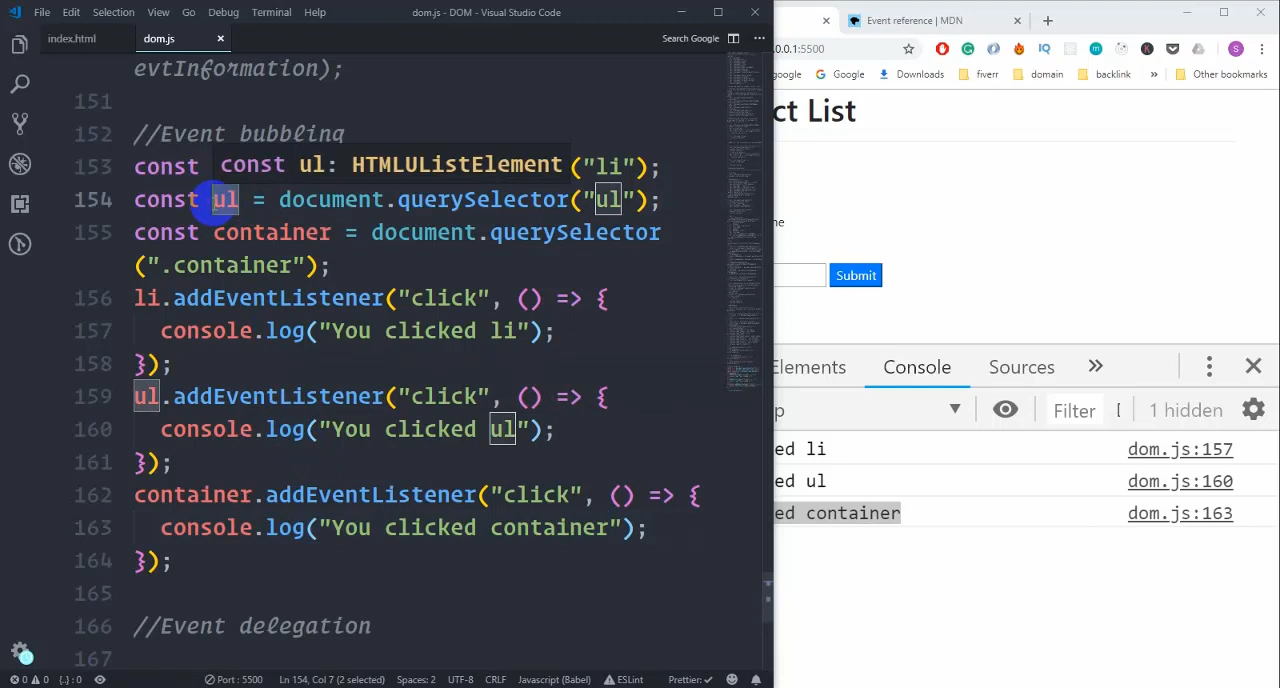 File Edit Selection View Go Debug Terminal Help dom.js - DOM - Visual Studio Code
index.html dom.js Search Google
evtInformation);
151
152 //Event bubbling
153 const const ul: HTMLUListElement ("li");
154 const ul = document.querySelector("ul");
155 const container = document.querySelector
(".container");
156 li.addEventListener("click", () => {
157 console.log("You clicked li");
158 });
159 ul.addEventListener("click", () => {
160 console.log("You clicked ul");
161 });
162 container.addEventListener("click", () => {
163 console.log("You clicked container");
164 });
165
166 //Event delegation
167
0 0 {..} : 0 Port : 5500 Ln 154, Col 7 (2 selected) Spaces: 2 UTF-8 CRLF Javascript (Babel) ESLint Prettier:
Event reference | MDN
.0.0.1:5500
google Google Downloads fiverr domain backlink » Other bookmarks
ct List
me
Submit
Elements Console Sources »
p Filter 1 hidden
ed li dom.js:157
ed ul dom.js:160
ed container dom.js:163